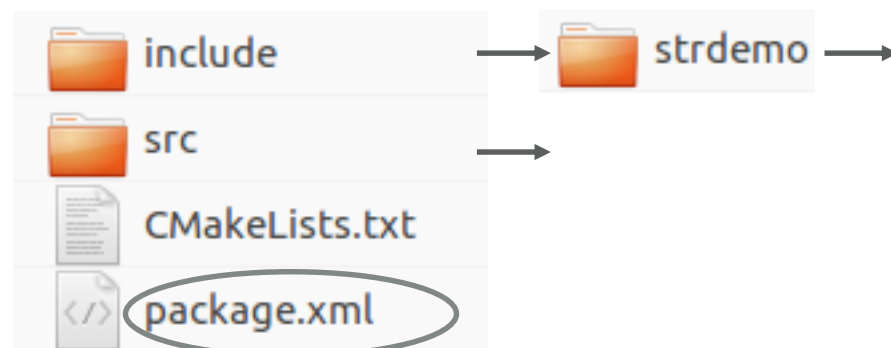 include
strdemo
src
CMakeLists.txt
package.xml